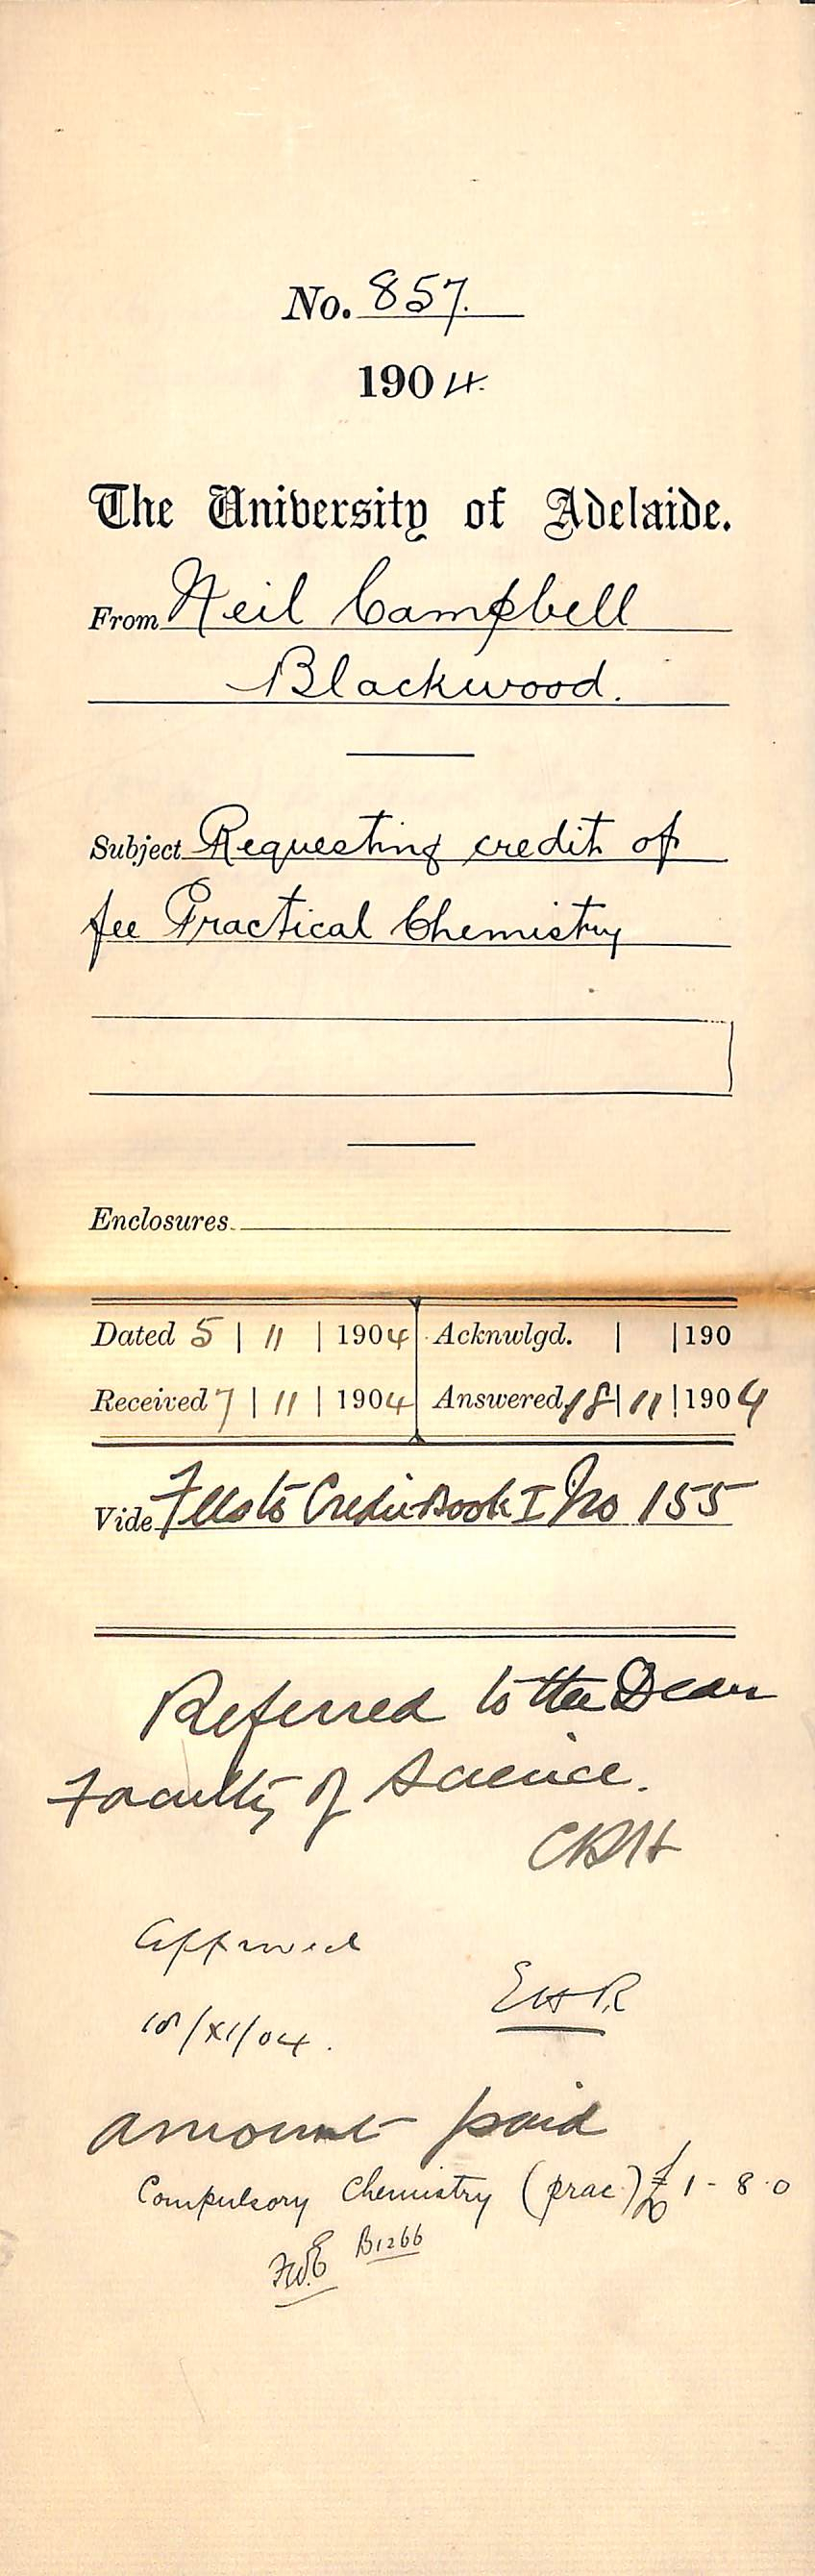 No. 857.
1904.
The University of Adelaide.
From Neil Campbell
Blackwood.
Subject Requesting credit of
fee Practical Chemistry
Enclosures
Dated 5 | 11 | 1904 Acknwlgd. | | 190
Received 7 | 11 | 1904 Answered 18 | 11 | 1904
Vide Credit Book I No 155
Referred to the Dean
Faculty of Science.
CRH
Approved
EHR
/XI/04.
amount paid
Compulsory Chemistry (prac.) £1-8-0
FWE B1266